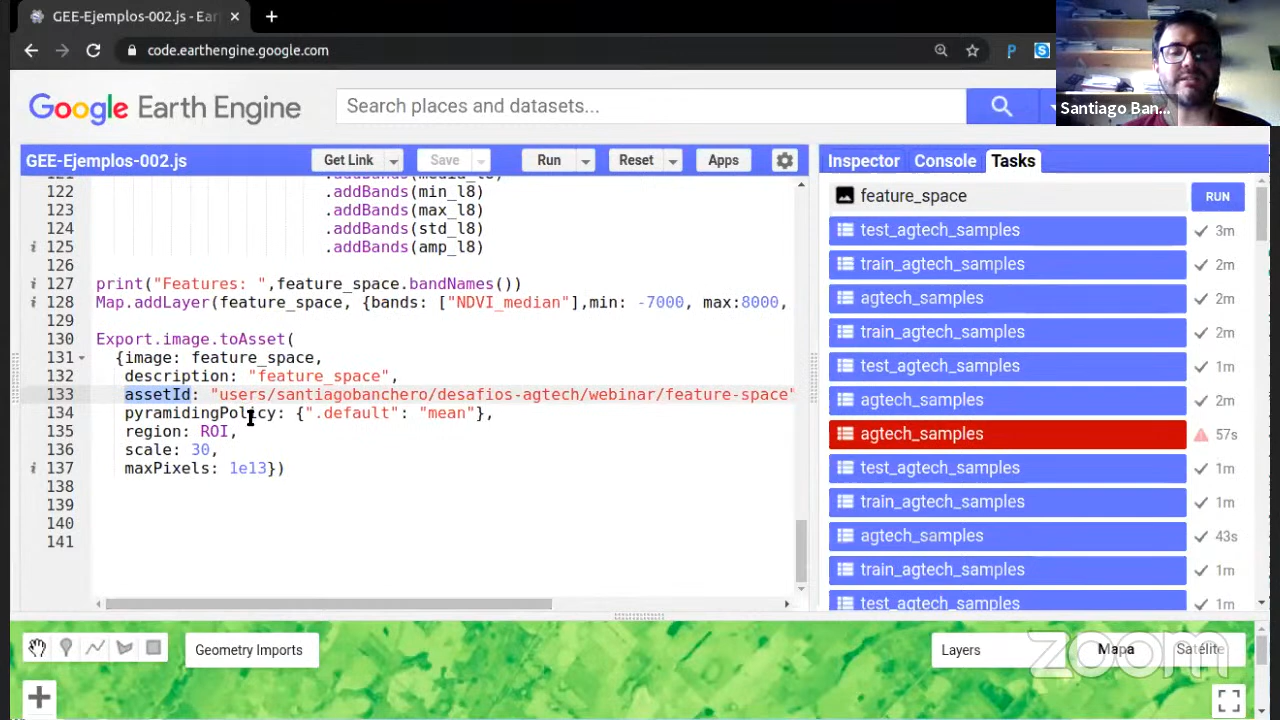 GEE-Ejemplos-002.js - Ear
code.earthengine.google.com
Google Earth Engine
Search places and datasets...
Santiago Ban...
GEE-Ejemplos-002.js
Get Link
Save
Run
Reset
Apps
Inspector
Console
Tasks
121 .addBands(media_l8)
122 .addBands(min_l8)
123 .addBands(max_l8)
124 .addBands(std_l8)
125 .addBands(amp_l8)
126
127 print("Features: ",feature_space.bandNames())
128 Map.addLayer(feature_space, {bands: ["NDVI_median"],min: -7000, max:8000,
129
130 Export.image.toAsset(
131 {image: feature_space,
132 description: "feature_space",
133 assetId: "users/santiagobanchero/desafios-agtech/webinar/feature-space"
134 pyramidingPolicy: {".default": "mean"},
135 region: ROI,
136 scale: 30,
137 maxPixels: 1e13})
138
139
140
141
feature_space RUN
test_agtech_samples 3m
train_agtech_samples 2m
agtech_samples 2m
train_agtech_samples 2m
test_agtech_samples 1m
agtech_samples 2m
agtech_samples 57s
test_agtech_samples 1m
train_agtech_samples 1m
agtech_samples 43s
train_agtech_samples 1m
test_agtech_samples 1m
Geometry Imports
Layers
Mapa
Satélite
zoom